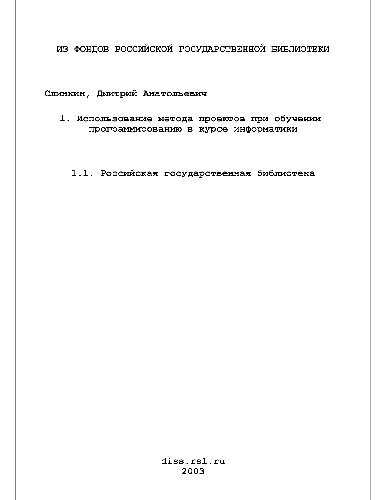 ИЗ ФОНДОВ РОССИЙСКОЙ ГОСУДАРСТВЕННОЙ БИБЛИОТЕКИ
Слинкин, Дмитрий Анатольевич
1. Использование метода проектов при обучении
программированию в курсе информатики
1.1. Российская государственная библиотека
diss.rsl.ru
2003